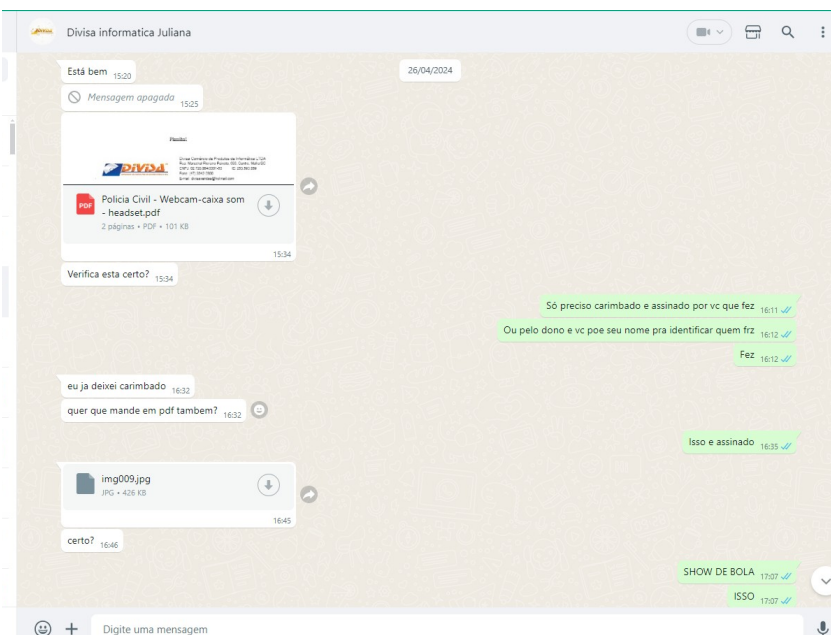 Divisa informatica Juliana
Está bem 15:20
26/04/2024
Mensagem apagada 15:25
DIVISA
PDF
Policia Civil - Webcam-caixa som
- headset.pdf
2 páginas • PDF • 101 KB
15:34
Verifica esta certo? 15:34
Só preciso carimbado e assinado por vc que fez 16:11
Ou pelo dono e vc poe seu nome pra identificar quem frz 16:12
Fez 16:12
eu ja deixei carimbado 16:32
quer que mande em pdf tambem? 16:32
Isso e assinado 16:35
img009.jpg
JPG • 426 KB
16:45
certo? 16:46
SHOW DE BOLA 17:07
ISSO 17:07
Digite uma mensagem